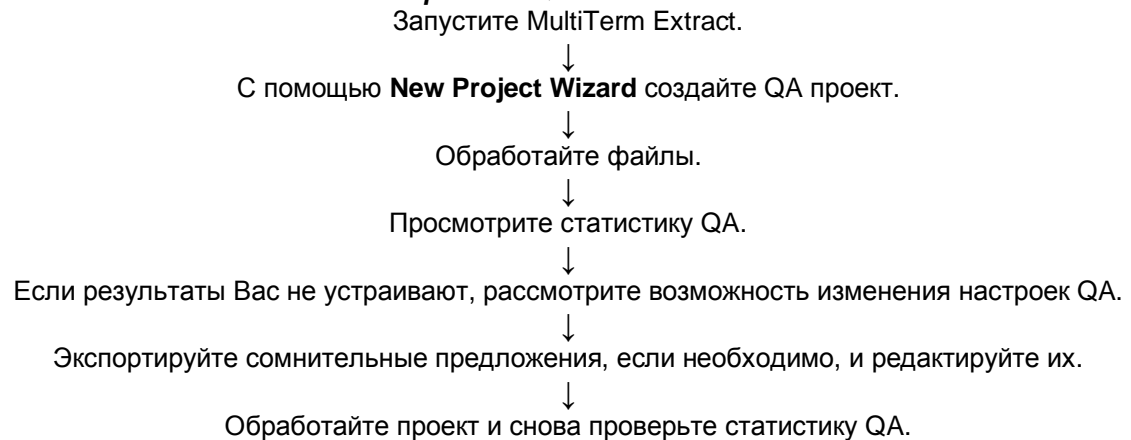 Запустите MultiTerm Extract.
↓
С помощью New Project Wizard создайте QA проект.
↓
Обработайте файлы.
↓
Просмотрите статистику QA.
↓
Если результаты Вас не устраивают, рассмотрите возможность изменения настроек QA.
↓
Экспортируйте сомнительные предложения, если необходимо, и редактируйте их.
↓
Обработайте проект и снова проверьте статистику QA.